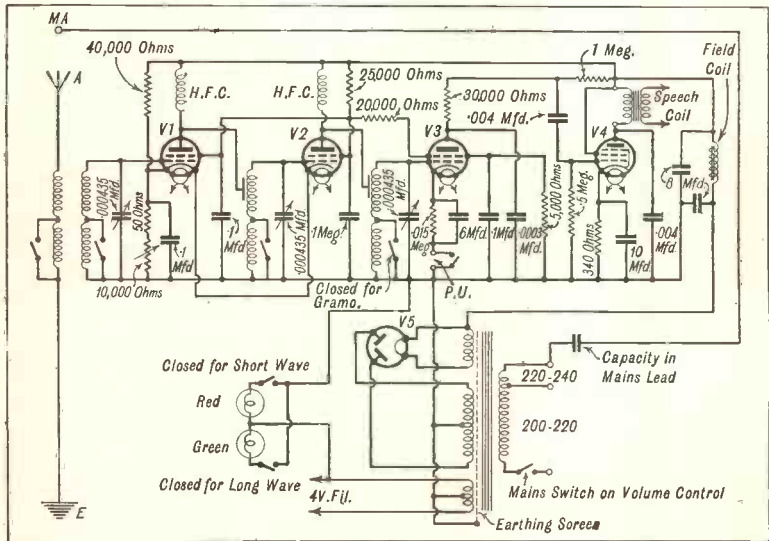 MA
40,000 Ohms
1 Meg.
Field
Coil
A
H.F.C.
H.F.C.
25,000 Ohms
20,000 Ohms
30,000 Ohms
.004 Mfd.
Speech
Coil
V1
V2
V3
V4
.000435
Mfd.
50 Ohms
.1
Mfd
10,000 Ohms
.1
Mfd
.000435
Mfd.
.1 Meg.
.000435
Mfd.
.015
Meg
6 Mfd.
.1 Mfd
.0003 Mfd.
5,000 Ohms
.5 Meg.
340 Ohms
10
Mfd.
.004
Mfd.
8
Mfd.
Closed for
Gramo.
P.U.
V5
Closed for Short Wave
Red
Green
Closed for Long Wave
4V. Fil.
220-240
200-220
Capacity in
Mains Lead
Mains Switch on Volume Control
Earthing Screen
E